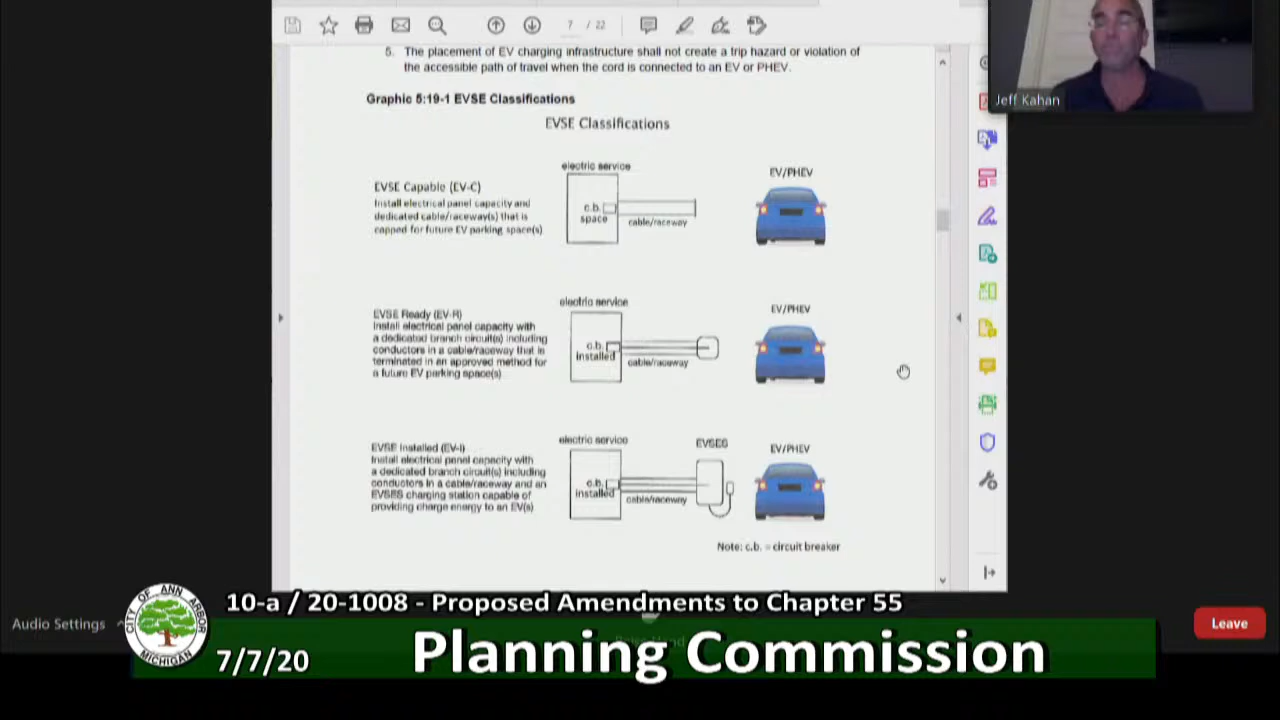 7 / 22
5. The placement of EV charging infrastructure shall not create a trip hazard or violation of
the accessible path of travel when the cord is connected to an EV or PHEV.
Jeff Kahan
Graphic 5:19-1 EVSE Classifications
EVSE Classifications
electric service
EV/PHEV
EVSE Capable (EV-C)
Install electrical panel capacity and
dedicated cable/raceway(s) that is
capped for future EV parking space(s)
c.b.
space
cable/raceway
electric service
EV/PHEV
EVSE Ready (EV-R)
Install electrical panel capacity with
a dedicated branch circuit(s) including
conductors in a cable/raceway that is
terminated in an approved method for
a future EV parking space(s)
c.b.
installed
cable/raceway
electric service
EVSES
EV/PHEV
EVSE Installed (EV-I)
Install electrical panel capacity with
a dedicated branch circuit(s) including
conductors in a cable/raceway and an
EVSES charging station capable of
providing charge energy to an EV(s)
c.b.
installed
cable/raceway
Note: c.b. = circuit breaker
10-a / 20-1008 - Proposed Amendments to Chapter 55
Audio Settings
CITY OF ANN ARBOR
MICHIGAN
7/7/20
Planning Commission
Leave